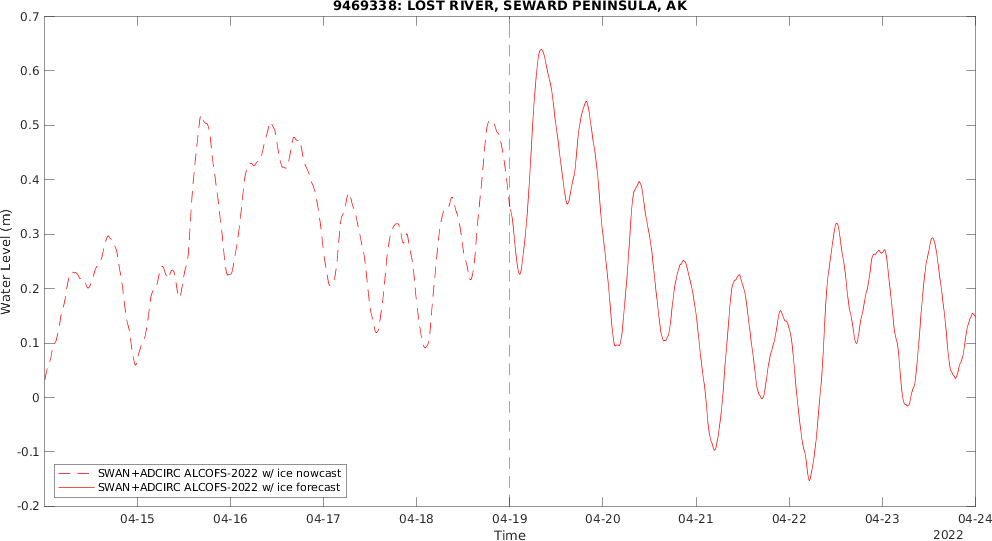 9469338: LOST RIVER, SEWARD PENINSULA, AK
0.7
0.6
0.5
0.4
0.3
0.2
0.1
0
-0.1
-0.2
Water Level (m)
SWAN+ADCIRC ALCOFS-2022 w/ ice nowcast
SWAN+ADCIRC ALCOFS-2022 w/ ice forecast
04-15 04-16 04-17 04-18 04-19 04-20 04-21 04-22 04-23 04-24
Time
2022